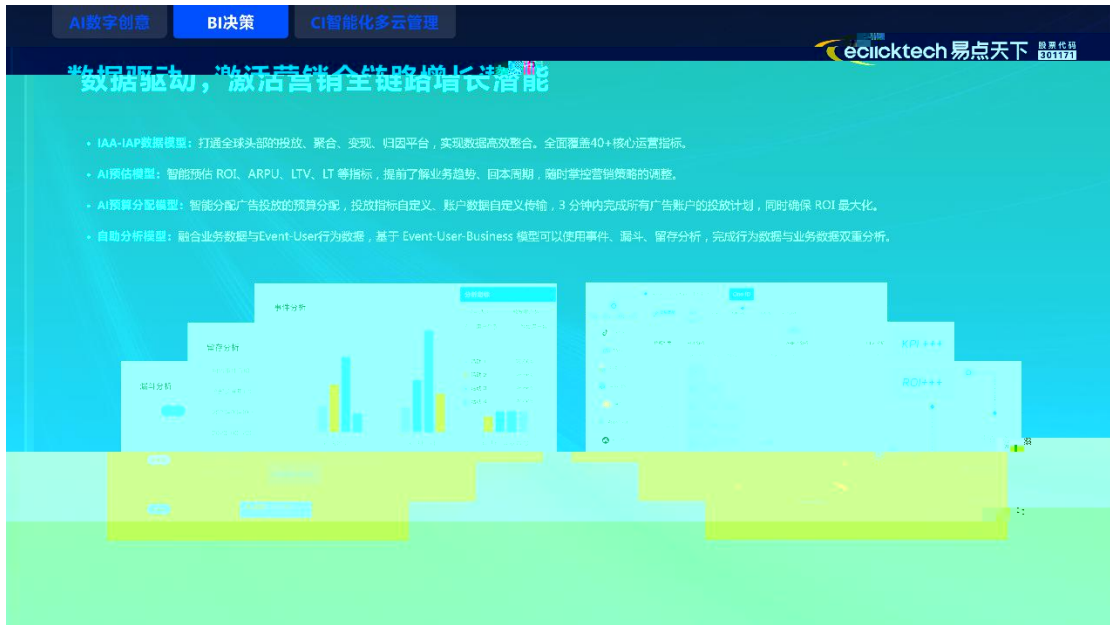 AI数字创意
BI决策
CI智能化多云管理
eclicktech 易点天下
股票代码
301171
数据驱动，激活营销全链路增长潜能
• IAA-IAP数据模型：打通全球头部的投放、聚合、变现、归因平台，实现数据高效整合。全面覆盖40+核心运营指标。
• AI预估模型：智能预估 ROI、ARPU、LTV、LT 等指标，提前了解业务趋势、回本周期，随时掌控营销策略的调整。
• AI预算分配模型：智能分配广告投放的预算分配，投放指标自定义、账户数据自定义传输，3 分钟内完成所有广告账户的投放计划，同时确保 ROI 最大化。
• 自助分析模型：融合业务数据与Event-User行为数据，基于 Event-User-Business 模型可以使用事件、漏斗、留存分析，完成行为数据与业务数据双重分析。
事件分析
留存分析
漏斗分析
KPI+++
ROI+++